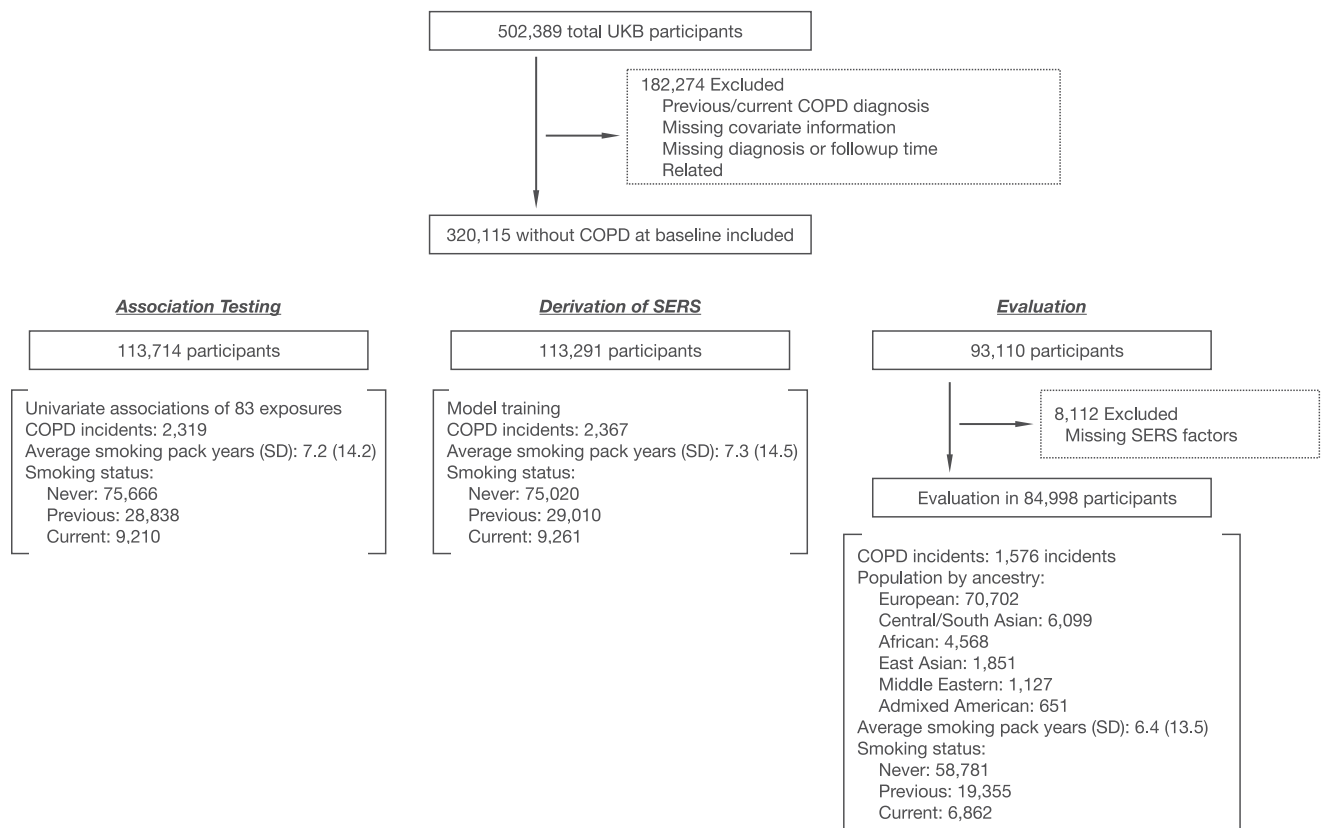 502,389 total UKB participants
182,274 Excluded
Previous/current COPD diagnosis
Missing covariate information
Missing diagnosis or followup time
Related
320,115 without COPD at baseline included
Association Testing
113,714 participants
Univariate associations of 83 exposures
COPD incidents: 2,319
Average smoking pack years (SD): 7.2 (14.2)
Smoking status:
Never: 75,666
Previous: 28,838
Current: 9,210
Derivation of SERS
113,291 participants
Model training
COPD incidents: 2,367
Average smoking pack years (SD): 7.3 (14.5)
Smoking status:
Never: 75,020
Previous: 29,010
Current: 9,261
Evaluation
93,110 participants
8,112 Excluded
Missing SERS factors
Evaluation in 84,998 participants
COPD incidents: 1,576 incidents
Population by ancestry:
European: 70,702
Central/South Asian: 6,099
African: 4,568
East Asian: 1,851
Middle Eastern: 1,127
Admixed American: 651
Average smoking pack years (SD): 6.4 (13.5)
Smoking status:
Never: 58,781
Previous: 19,355
Current: 6,862